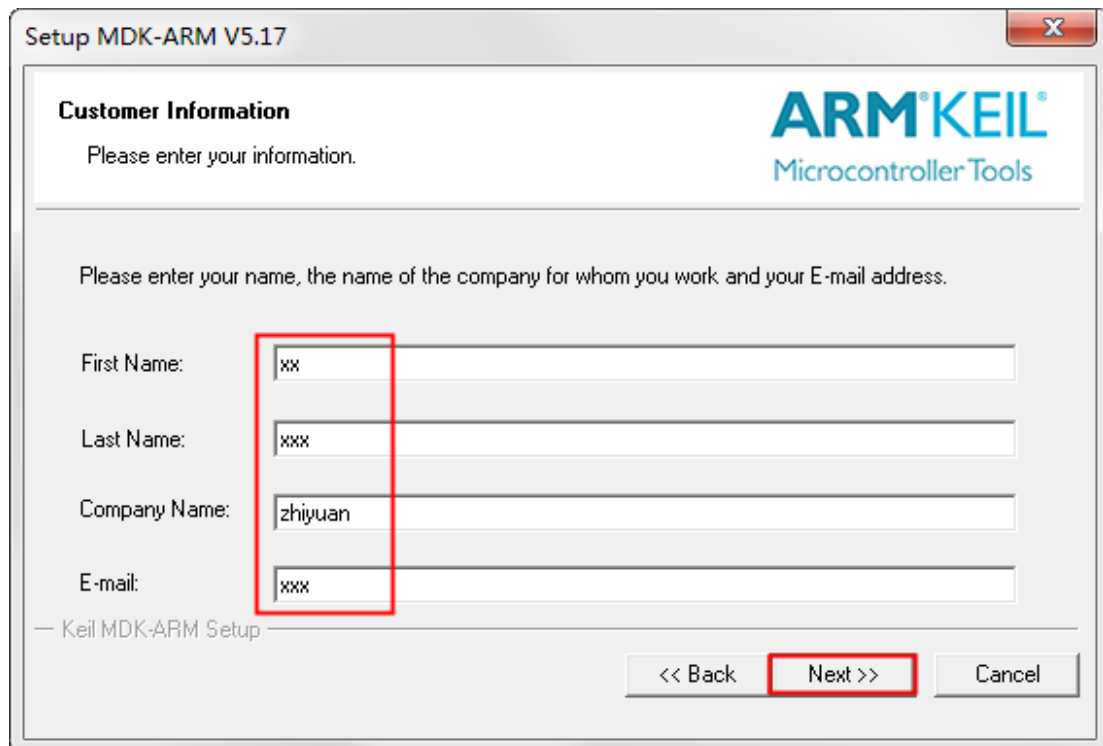 Setup MDK-ARM V5.17
Customer Information
Please enter your information.
ARM®KEIL®
Microcontroller Tools
Please enter your name, the name of the company for whom you work and your E-mail address.
First Name: xx
Last Name: xxx
Company Name: zhiyuan
E-mail: xxx
Keil MDK-ARM Setup
<< Back Next >> Cancel